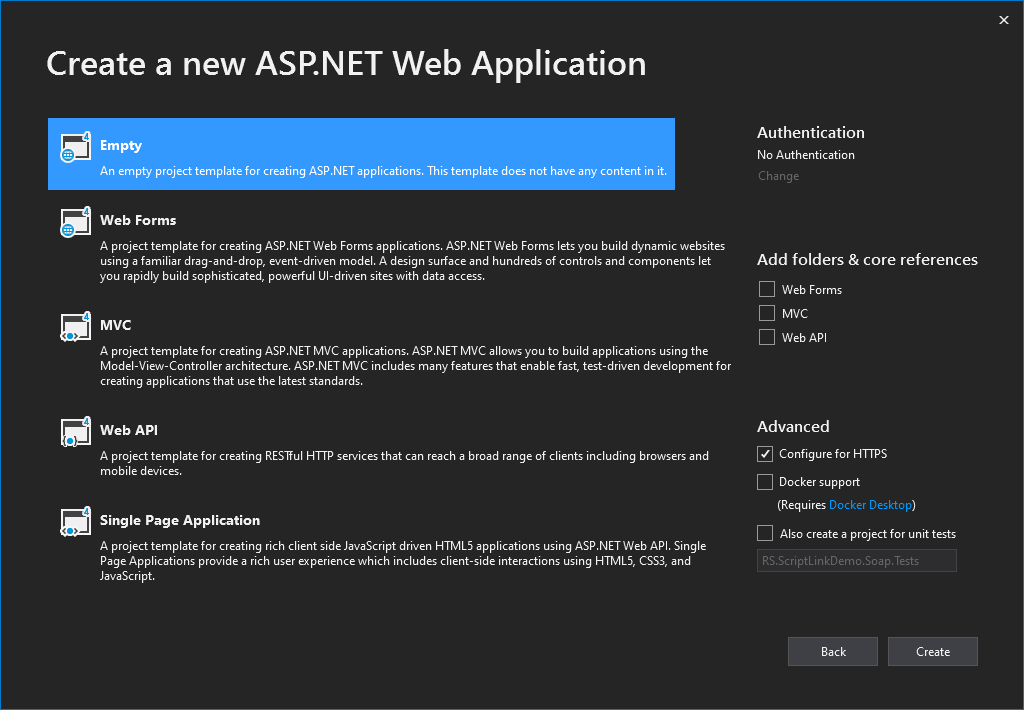 Create a new ASP.NET Web Application
Empty
An empty project template for creating ASP.NET applications. This template does not have any content in it.
Web Forms
A project template for creating ASP.NET Web Forms applications. ASP.NET Web Forms lets you build dynamic websites
using a familiar drag-and-drop, event-driven model. A design surface and hundreds of controls and components let
you rapidly build sophisticated, powerful UI-driven sites with data access.
MVC
A project template for creating ASP.NET MVC applications. ASP.NET MVC allows you to build applications using the
Model-View-Controller architecture. ASP.NET MVC includes many features that enable fast, test-driven development for
creating applications that use the latest standards.
Web API
A project template for creating RESTful HTTP services that can reach a broad range of clients including browsers and
mobile devices.
Single Page Application
A project template for creating rich client side JavaScript driven HTML5 applications using ASP.NET Web API. Single
Page Applications provide a rich user experience which includes client-side interactions using HTML5, CSS3, and
JavaScript.
Authentication
No Authentication
Change
Add folders & core references
Web Forms
MVC
Web API
Advanced
Configure for HTTPS
Docker support
(Requires Docker Desktop)
Also create a project for unit tests
RS.ScriptLinkDemo.Soap.Tests
Back
Create